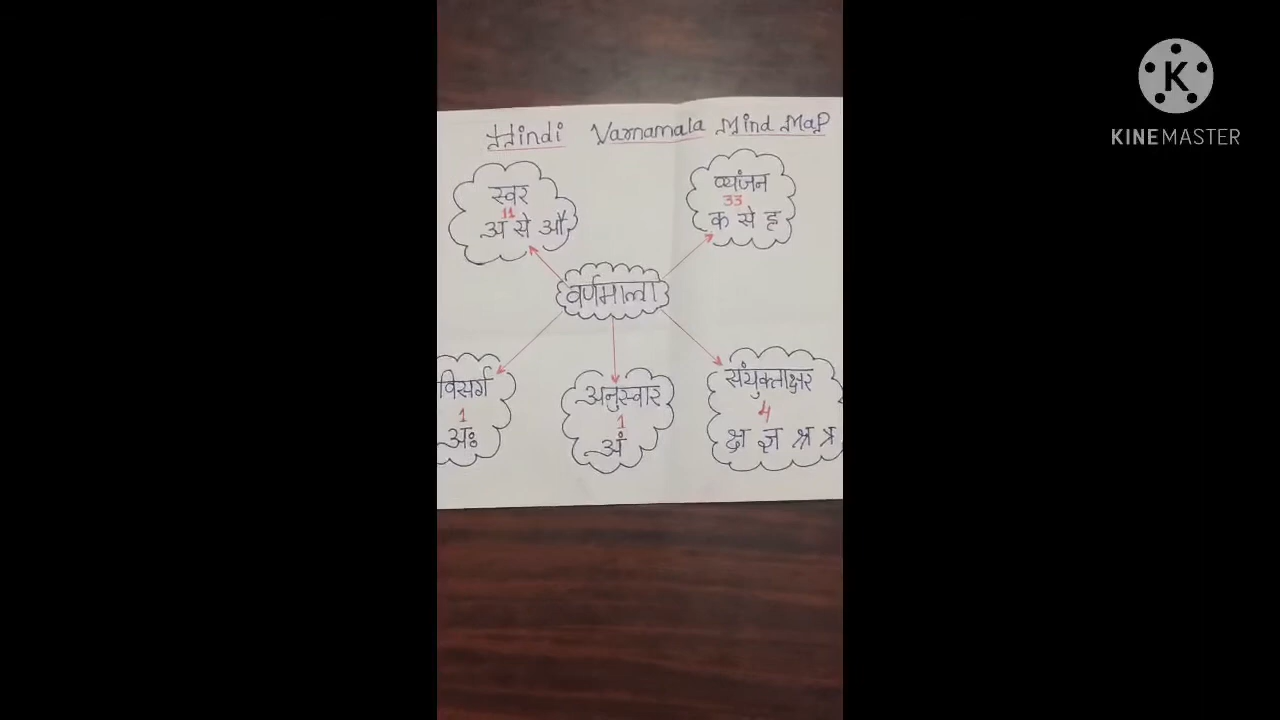 Hindi Varnamala Mind Map
स्वर
11
अ से औ
व्यंजन
33
क से ह
वर्णमाला
विसर्ग
1
अः
अनुस्वार
1
अं
संयुक्ताक्षर
4
क्ष ज्ञ श्र त्र
K
KINEMASTER